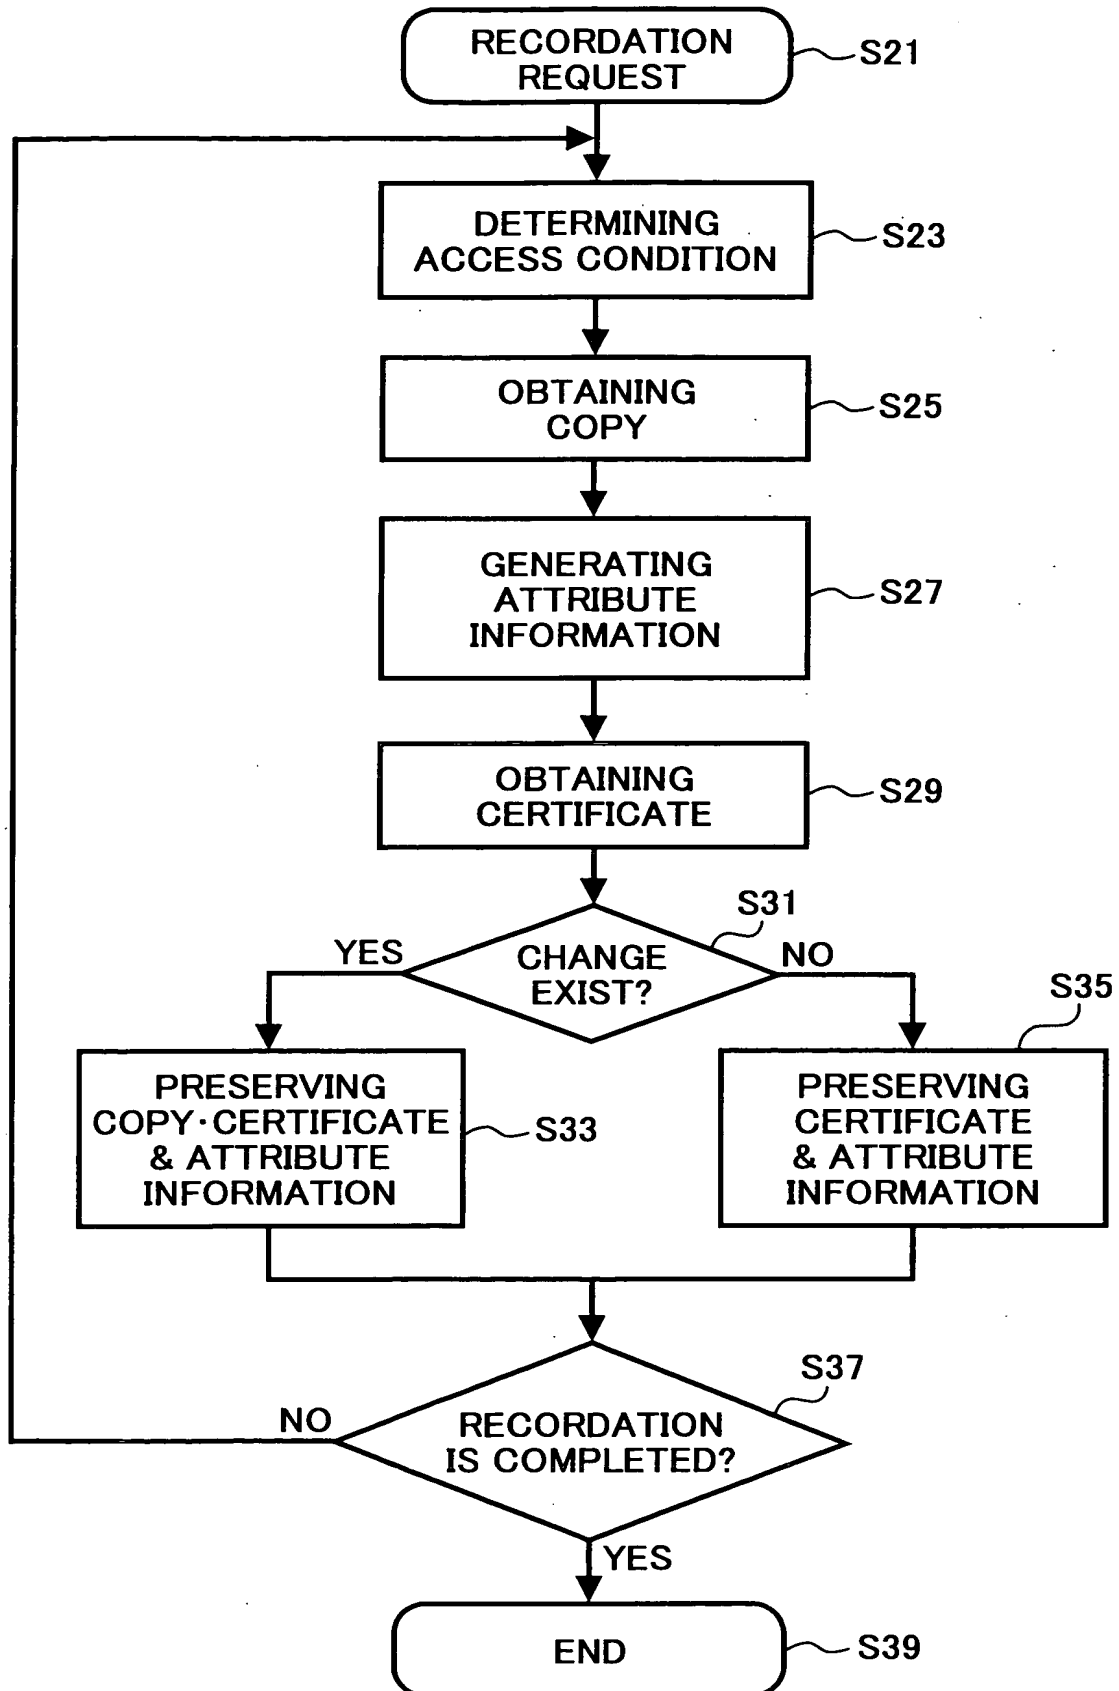 RECORDATION
REQUEST
S21
DETERMINING
ACCESS CONDITION
S23
OBTAINING
COPY
S25
GENERATING
ATTRIBUTE
INFORMATION
S27
OBTAINING
CERTIFICATE
S29
S31
YES
CHANGE
EXIST?
NO
S35
PRESERVING
COPY·CERTIFICATE
& ATTRIBUTE
INFORMATION
S33
PRESERVING
CERTIFICATE
& ATTRIBUTE
INFORMATION
S37
NO
RECORDATION
IS COMPLETED?
YES
END
S39